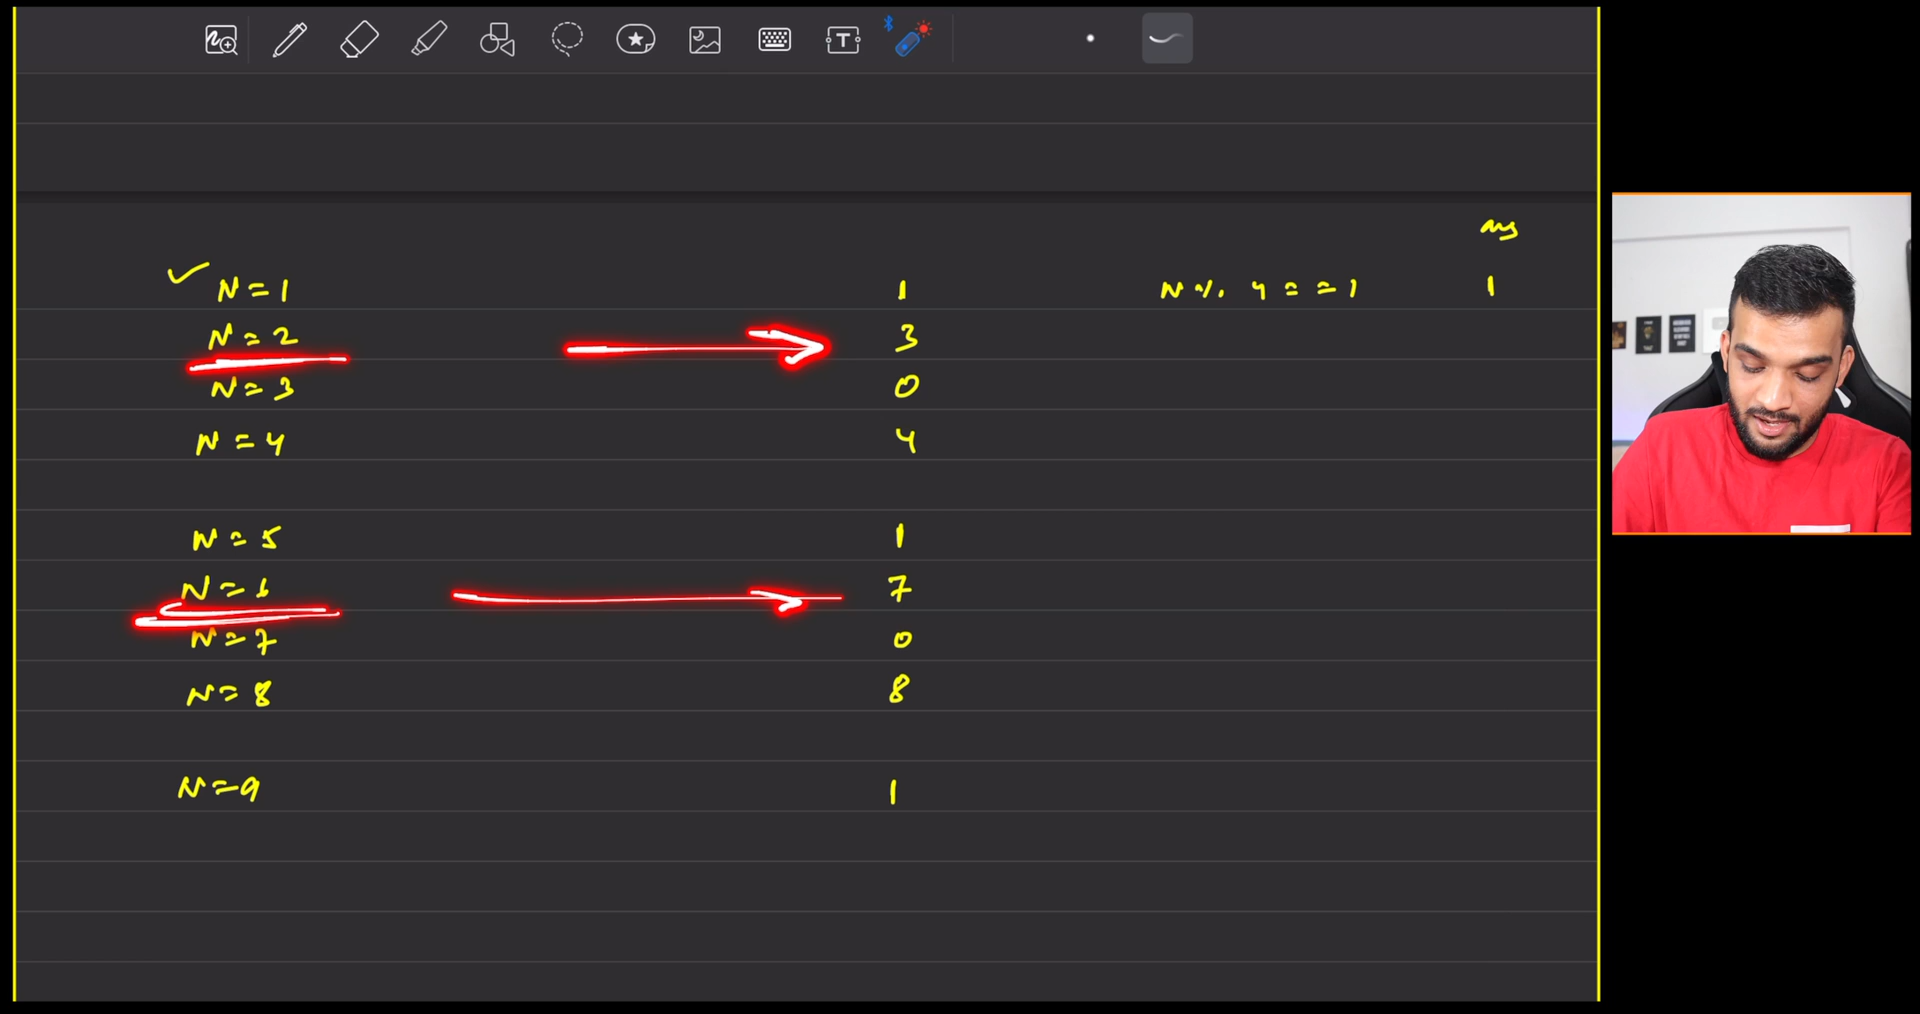 ans
N = 1 1 N % 4 == 1 1
N = 2 3
N = 3 0
N = 4 4
N = 5 1
N = 6 7
N = 7 0
N = 8 8
N = 9 1